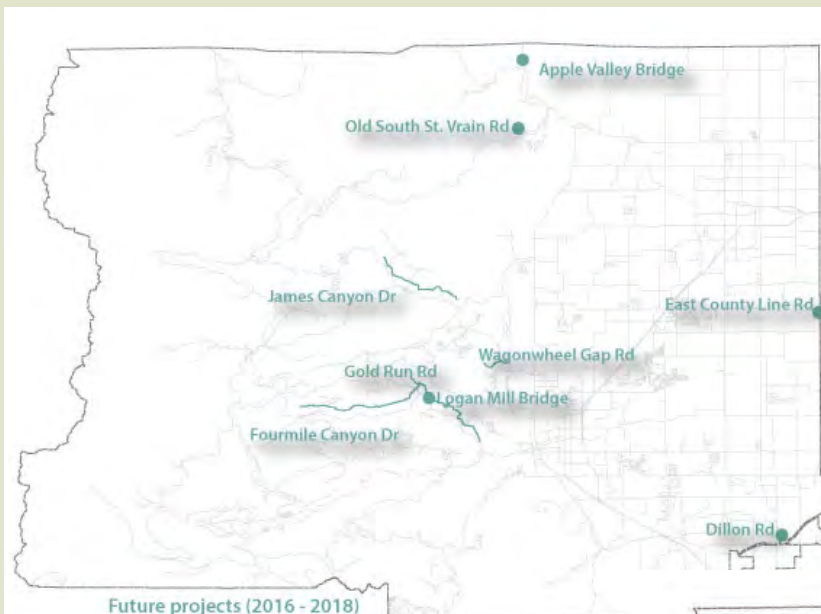 Apple Valley Bridge
Old South St. Vrain Rd
James Canyon Dr
East County Line Rd
Wagonwheel Gap Rd
Gold Run Rd
Logan Mill Bridge
Fourmile Canyon Dr
Dillon Rd
Future projects (2016 - 2018)